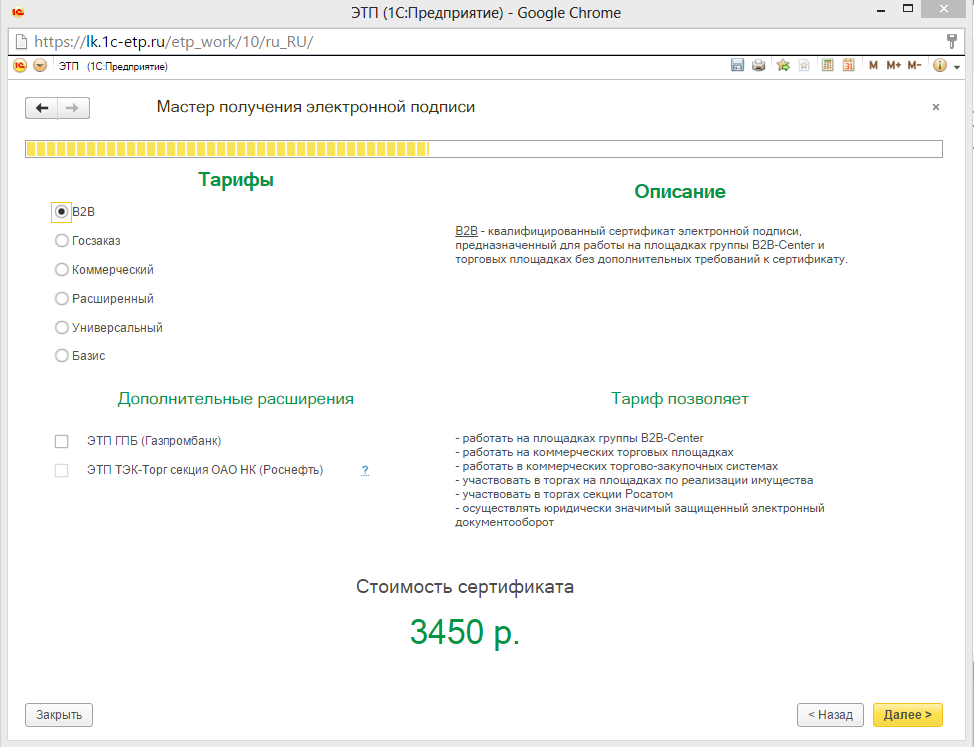 ЭТП (1С:Предприятие) - Google Chrome
https://lk.1c-etp.ru/etp_work/10/ru_RU/
ЭТП (1С:Предприятие)
M M+ M-
Мастер получения электронной подписи
Тарифы
B2B
Госзаказ
Коммерческий
Расширенный
Универсальный
Базис
Описание
B2B - квалифицированный сертификат электронной подписи,
предназначенный для работы на площадках группы B2B-Center и
торговых площадках без дополнительных требований к сертификату.
Дополнительные расширения
ЭТП ГПБ (Газпромбанк)
ЭТП ТЭК-Торг секция ОАО НК (Роснефть) ?
Тариф позволяет
- работать на площадках группы B2B-Center
- работать на коммерческих торговых площадках
- работать в коммерческих торгово-закупочных системах
- участвовать в торгах на площадках по реализации имущества
- участвовать в торгах секции Росатом
- осуществлять юридически значимый защищенный электронный
документооборот
Стоимость сертификата
3450 р.
Закрыть
< Назад
Далее >